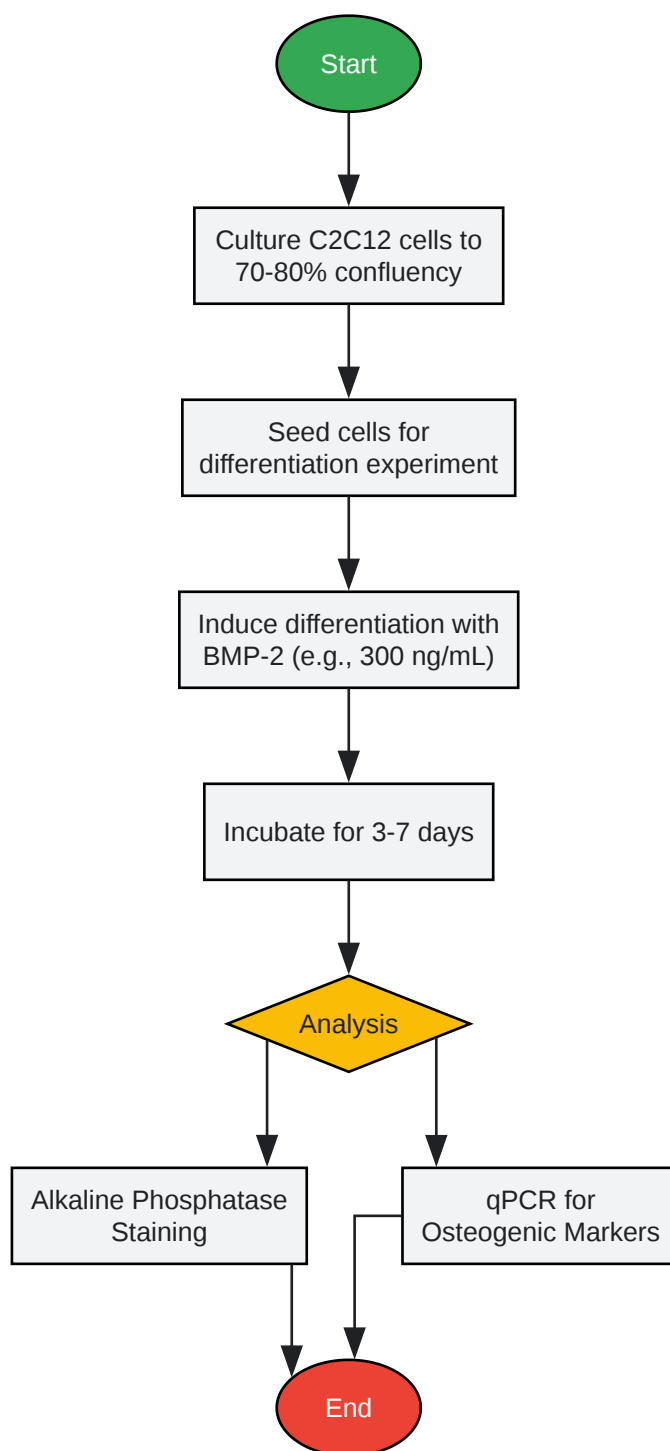 Start
Culture C2C12 cells to
70-80% confluency
Seed cells for
differentiation experiment
Induce differentiation with
BMP-2 (e.g., 300 ng/mL)
Incubate for 3-7 days
Analysis
Alkaline Phosphatase
Staining
qPCR for
Osteogenic Markers
End